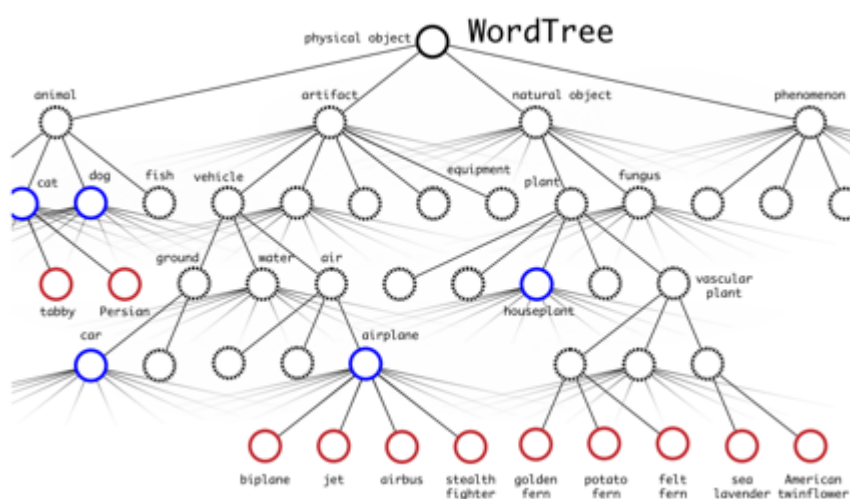 physical object
WordTree
animal
artifact
natural object
phenomenon
cat
dog
fish
vehicle
equipment
plant
fungus
ground
water
air
vascular
plant
tabby
Persian
houseplant
car
airplane
biplane
jet
airbus
stealth
fighter
golden
fern
potato
fern
felt
fern
sea
lavender
American
twinflower